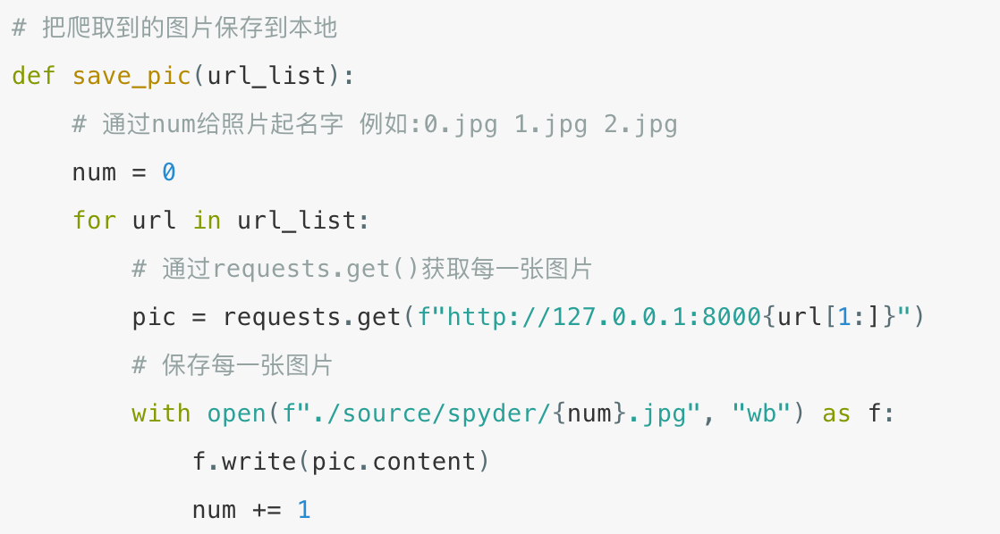 # 把爬取到的图片保存到本地
def save_pic(url_list):
    # 通过num给照片起名字 例如:0.jpg 1.jpg 2.jpg
    num = 0
    for url in url_list:
        # 通过requests.get()获取每一张图片
        pic = requests.get(f"http://127.0.0.1:8000{url[1:]}")
        # 保存每一张图片
        with open(f"./source/spyder/{num}.jpg", "wb") as f:
            f.write(pic.content)
            num += 1